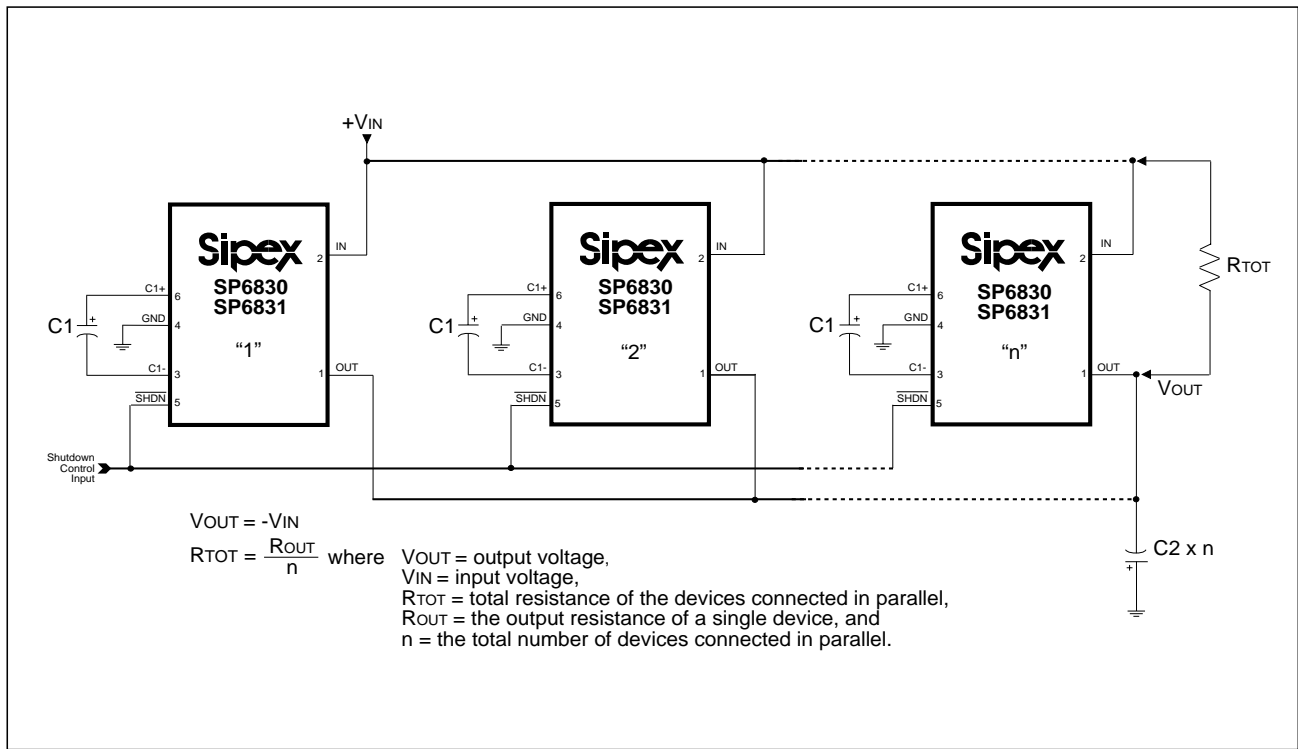 +VIN
Sipex
SP6830
SP6831
"1"
IN
2
C1+
6
GND
4
C1-
3
SHDN
5
OUT
1
C1
+
Sipex
SP6830
SP6831
"2"
IN
2
C1+
6
GND
4
C1-
3
SHDN
5
OUT
1
C1
+
Sipex
SP6830
SP6831
"n"
IN
2
C1+
6
GND
4
C1-
3
SHDN
5
OUT
1
C1
+
RTOT
VOUT
Shutdown
Control
Input
C2 x n
+
VOUT = -VIN
RTOT = ROUT/n where VOUT = output voltage,
VIN = input voltage,
RTOT = total resistance of the devices connected in parallel,
ROUT = the output resistance of a single device, and
n = the total number of devices connected in parallel.